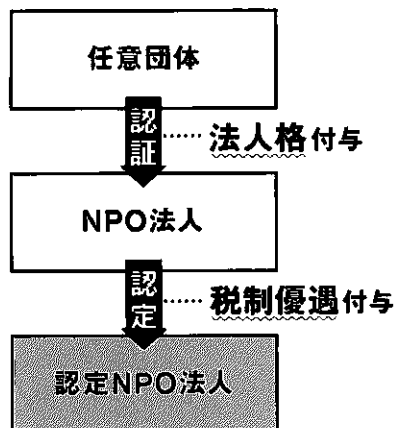 任意団体
認証
…… 法人格付与
NPO法人
認定
…… 税制優遇付与
認定NPO法人